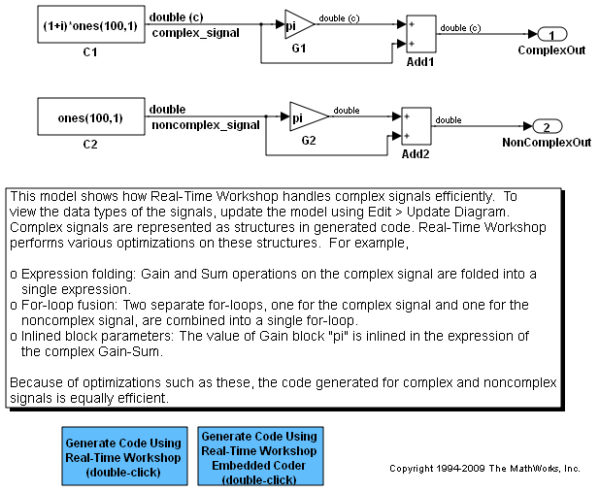 (1+i)*ones(100,1)
C1
double (c)
complex_signal
pi
G1
double (c)
+
+
Add1
double (c)
1
ComplexOut
ones(100,1)
C2
double
noncomplex_signal
pi
G2
double
+
+
Add2
double
2
NonComplexOut
This model shows how Real-Time Workshop handles complex signals efficiently. To
view the data types of the signals, update the model using Edit > Update Diagram.
Complex signals are represented as structures in generated code. Real-Time Workshop
performs various optimizations on these structures. For example,
o Expression folding: Gain and Sum operations on the complex signal are folded into a
single expression.
o For-loop fusion: Two separate for-loops, one for the complex signal and one for the
noncomplex signal, are combined into a single for-loop.
o Inlined block parameters: The value of Gain block "pi" is inlined in the expression of
the complex Gain-Sum.
Because of optimizations such as these, the code generated for complex and noncomplex
signals is equally efficient.
Generate Code Using
Real-Time Workshop
(double-click)
Generate Code Using
Real-Time Workshop
Embedded Coder
(double-click)
Copyright 1994-2009 The MathWorks, Inc.